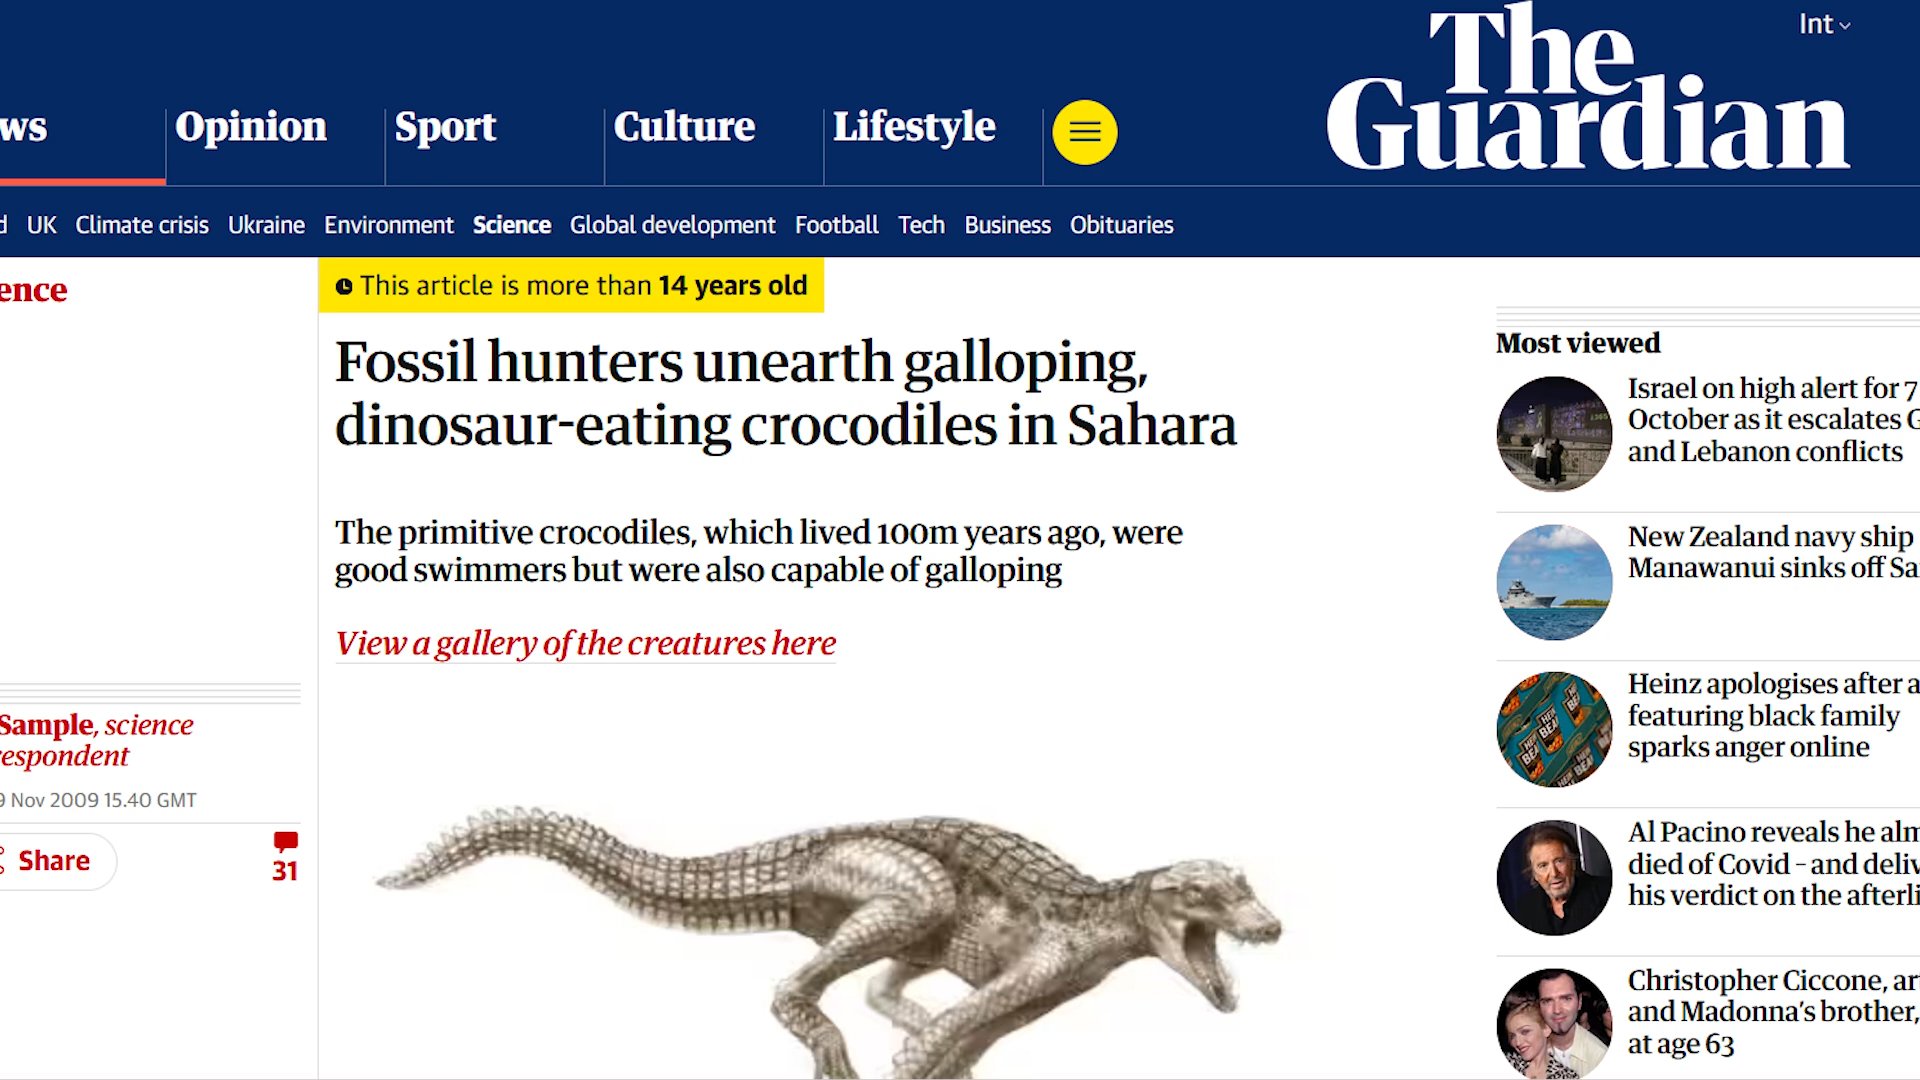 Int
The
Guardian
ws
Opinion
Sport
Culture
Lifestyle
d UK Climate crisis Ukraine Environment Science Global development Football Tech Business Obituaries
ence
This article is more than 14 years old
Fossil hunters unearth galloping,
dinosaur-eating crocodiles in Sahara
The primitive crocodiles, which lived 100m years ago, were
good swimmers but were also capable of galloping
View a gallery of the creatures here
Sample, science
respondent
9 Nov 2009 15.40 GMT
Share
31
Most viewed
Israel on high alert for 7
October as it escalates G
and Lebanon conflicts
New Zealand navy ship
Manawanui sinks off Sa
Heinz apologises after a
featuring black family
sparks anger online
Al Pacino reveals he alm
died of Covid – and deliv
his verdict on the afterli
Christopher Ciccone, ar
and Madonna's brother,
at age 63